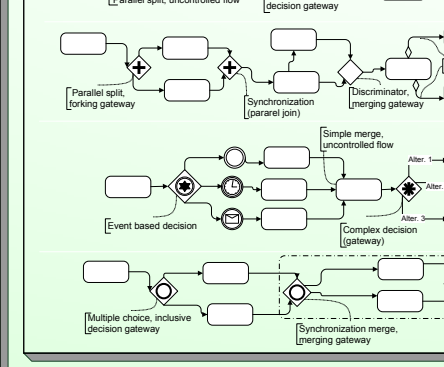 Parallel split, uncontrolled flow
decision gateway
Parallel split,
forking gateway
Synchronization
(pararel join)
Discriminator,
merging gateway
Simple merge,
uncontrolled flow
Alter. 1
Alter.
Alter. 3
Event based decision
Complex decision
(gateway)
Multiple choice, inclusive
decision gateway
Synchronization merge,
merging gateway